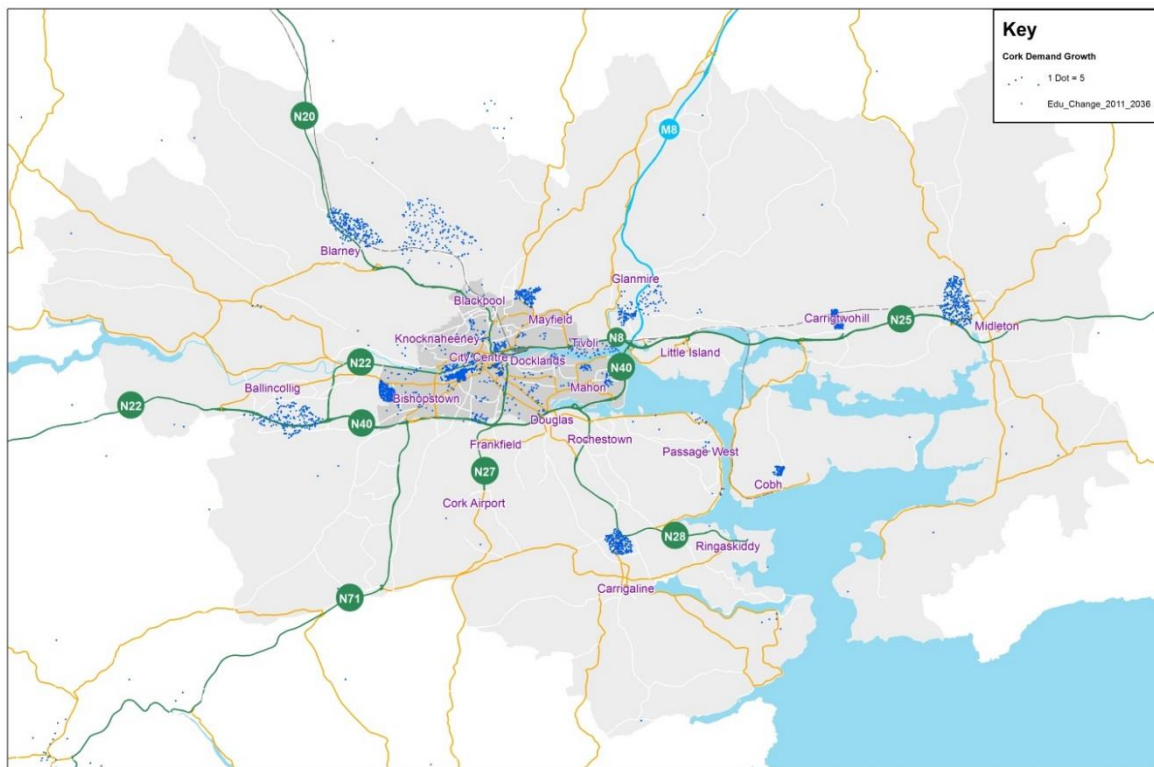 Key
Cork Demand Growth
1 Dot = 5
Edu_Change_2011_2036
N20
M8
Blarney
Glanmire
Blackpool
Mayfield
Carrigtwohill
N25
Midleton
Knocknaheeney
N8
Tivoli
Little Island
City Centre
Docklands
N22
N40
Ballincollig
Mahon
Bishopstown
N22
N40
Douglas
Frankfield
Rochestown
Passage West
N27
Cobh
Cork Airport
N28
Ringaskiddy
Carrigaline
N71